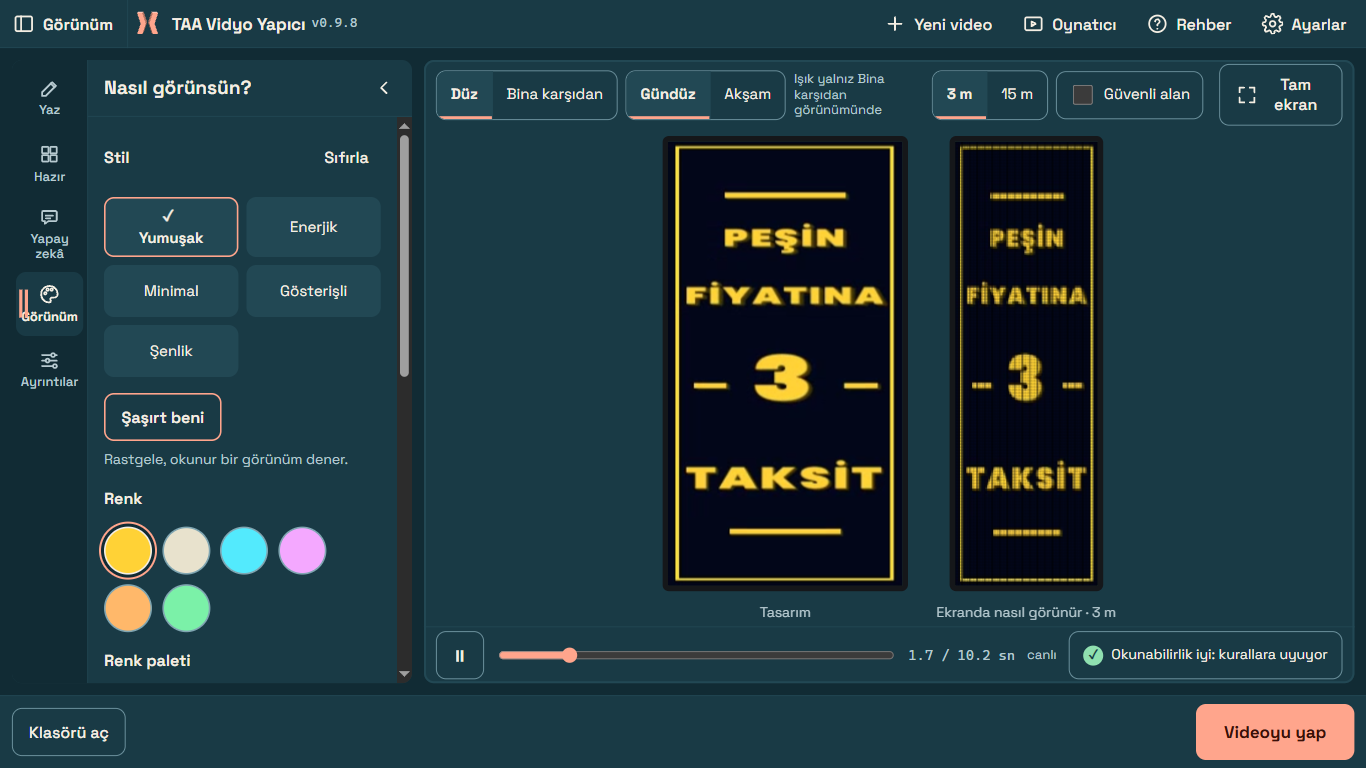 Görünüm
TAA Vidyo Yapıcı v0.9.8
Yeni video
Oynatıcı
Rehber
Ayarlar
Yaz
Hazır
Yapay
zekâ
Görünüm
Ayrıntılar
Nasıl görünsün?
Stil
Sıfırla
✓
Yumuşak
Enerjik
Minimal
Gösterişli
Şenlik
Şaşırt beni
Rastgele, okunur bir görünüm dener.
Renk
Renk paleti
Düz
Bina karşıdan
Gündüz
Akşam
Işık yalnız Bina
karşıdan
görünümünde
3 m
15 m
Güvenli alan
Tam
ekran
PEŞİN
FİYATINA
- 3 -
TAKSİT
Tasarım
PEŞİN
FİYATINA
- 3 -
TAKSİT
Ekranda nasıl görünür · 3 m
1.7 / 10.2 sn canlı
Okunabilirlik iyi: kurallara uyuyor
Klasörü aç
Videoyu yap